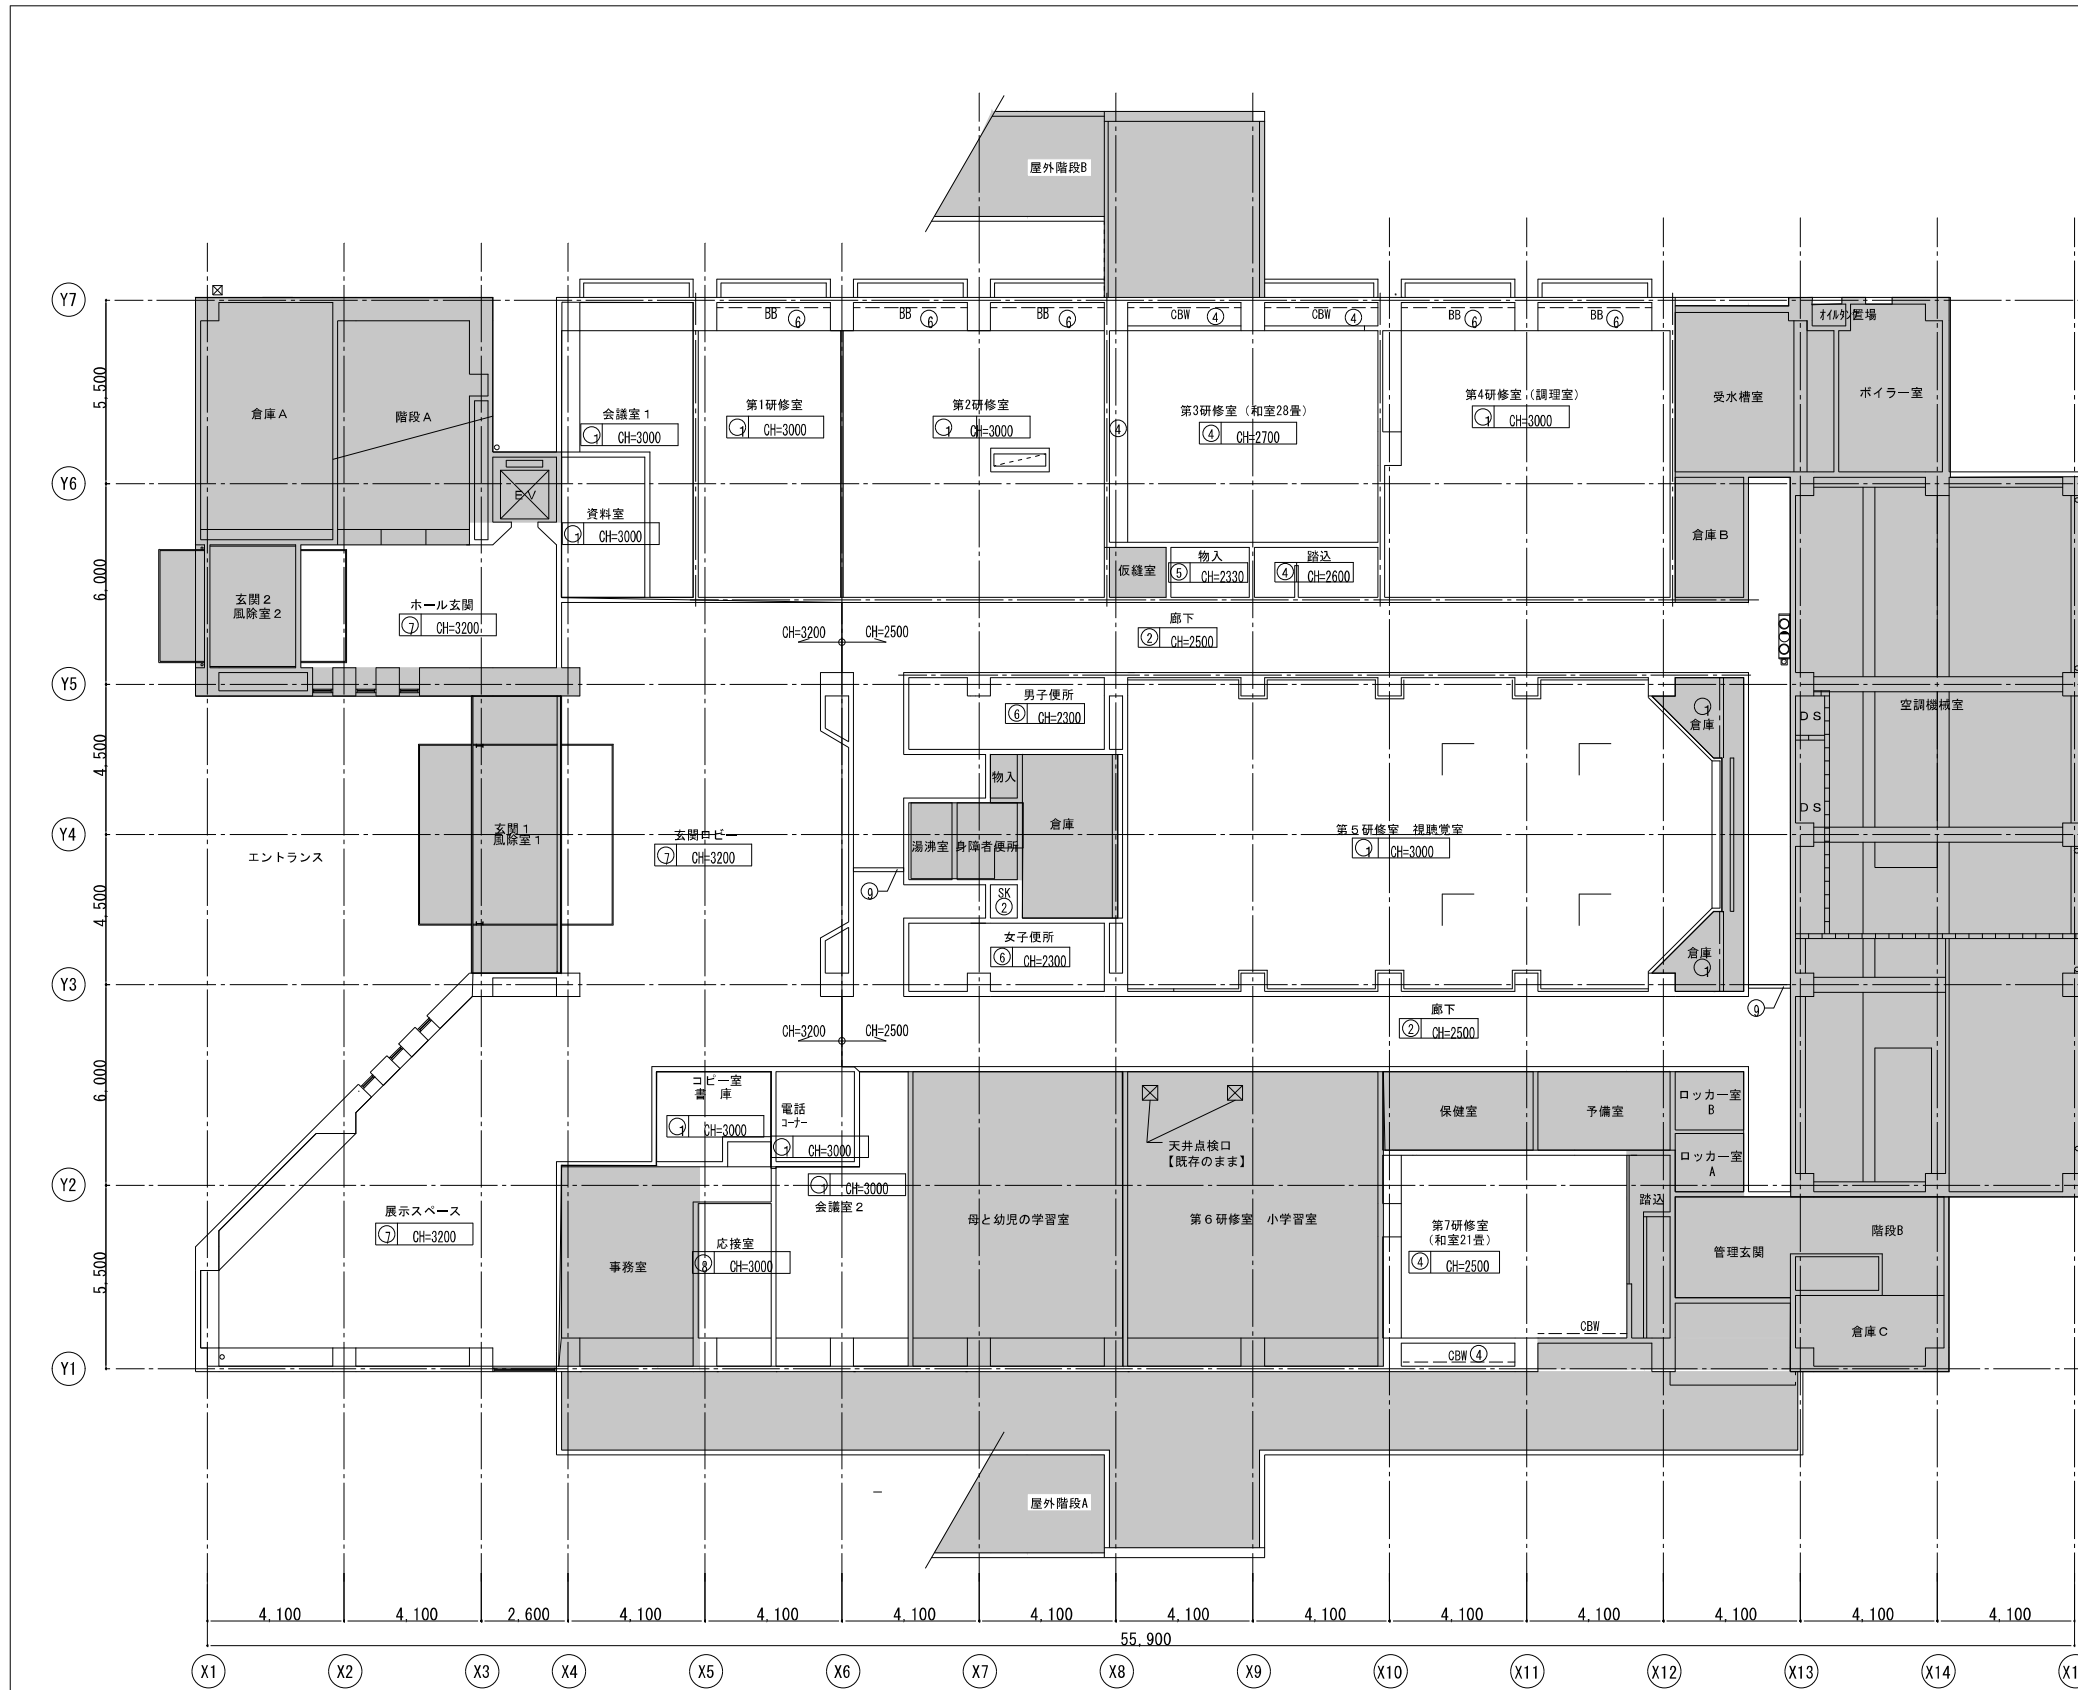 屋外階段B
Y7
BB ⑥
BB ⑥
BB ⑥
CBW ④
CBW ④
BB ⑥
BB ⑥
オイルタンク置場
5,500
倉庫A
階段A
会議室1
① CH=3000
第1研修室
① CH=3000
第2研修室
① CH=3000
④
第3研修室(和室28畳)
④ CH=2700
第4研修室(調理室)
① CH=3000
受水槽室
ボイラー室
Y6
EV
資料室
① CH=3000
倉庫B
6,000
仮縫室
物入
⑤ CH=2330
踏込
④ CH=2600
玄関2
風除室2
ホール玄関
⑦ CH=3200
CH=3200 CH=2500
廊下
② CH=2500
Y5
男子便所
⑥ CH=2300
①
倉庫
DS
空調機械室
4,500
物入
倉庫
DS
Y4
エントランス
玄関1
風除室1
玄関ロビー
⑦ CH=3200
湯沸室
身障者便所
第5研修室 視聴覚室
① CH=3000
4,500
⑨
SK
②
女子便所
⑥ CH=2300
倉庫
①
Y3
⑨
CH=3200 CH=2500
廊下
② CH=2500
6,000
コピー室
書 庫
① CH=3000
電話
コーナー
① CH=3000
天井点検口
【既存のまま】
保健室
予備室
ロッカー室
B
ロッカー室
A
Y2
① CH=3000
会議室2
展示スペース
⑦ CH=3200
応接室
⑧ CH=3000
事務室
母と幼児の学習室
第6研修室 小学習室
第7研修室
(和室21畳)
④ CH=2500
踏込
階段B
管理玄関
5,500
CBW
CBW ④
倉庫C
Y1
屋外階段A
4,100 4,100 2,600 4,100 4,100 4,100 4,100 4,100 4,100 4,100 4,100 4,100 4,100 4,100
55,900
X1 X2 X3 X4 X5 X6 X7 X8 X9 X10 X11 X12 X13 X14